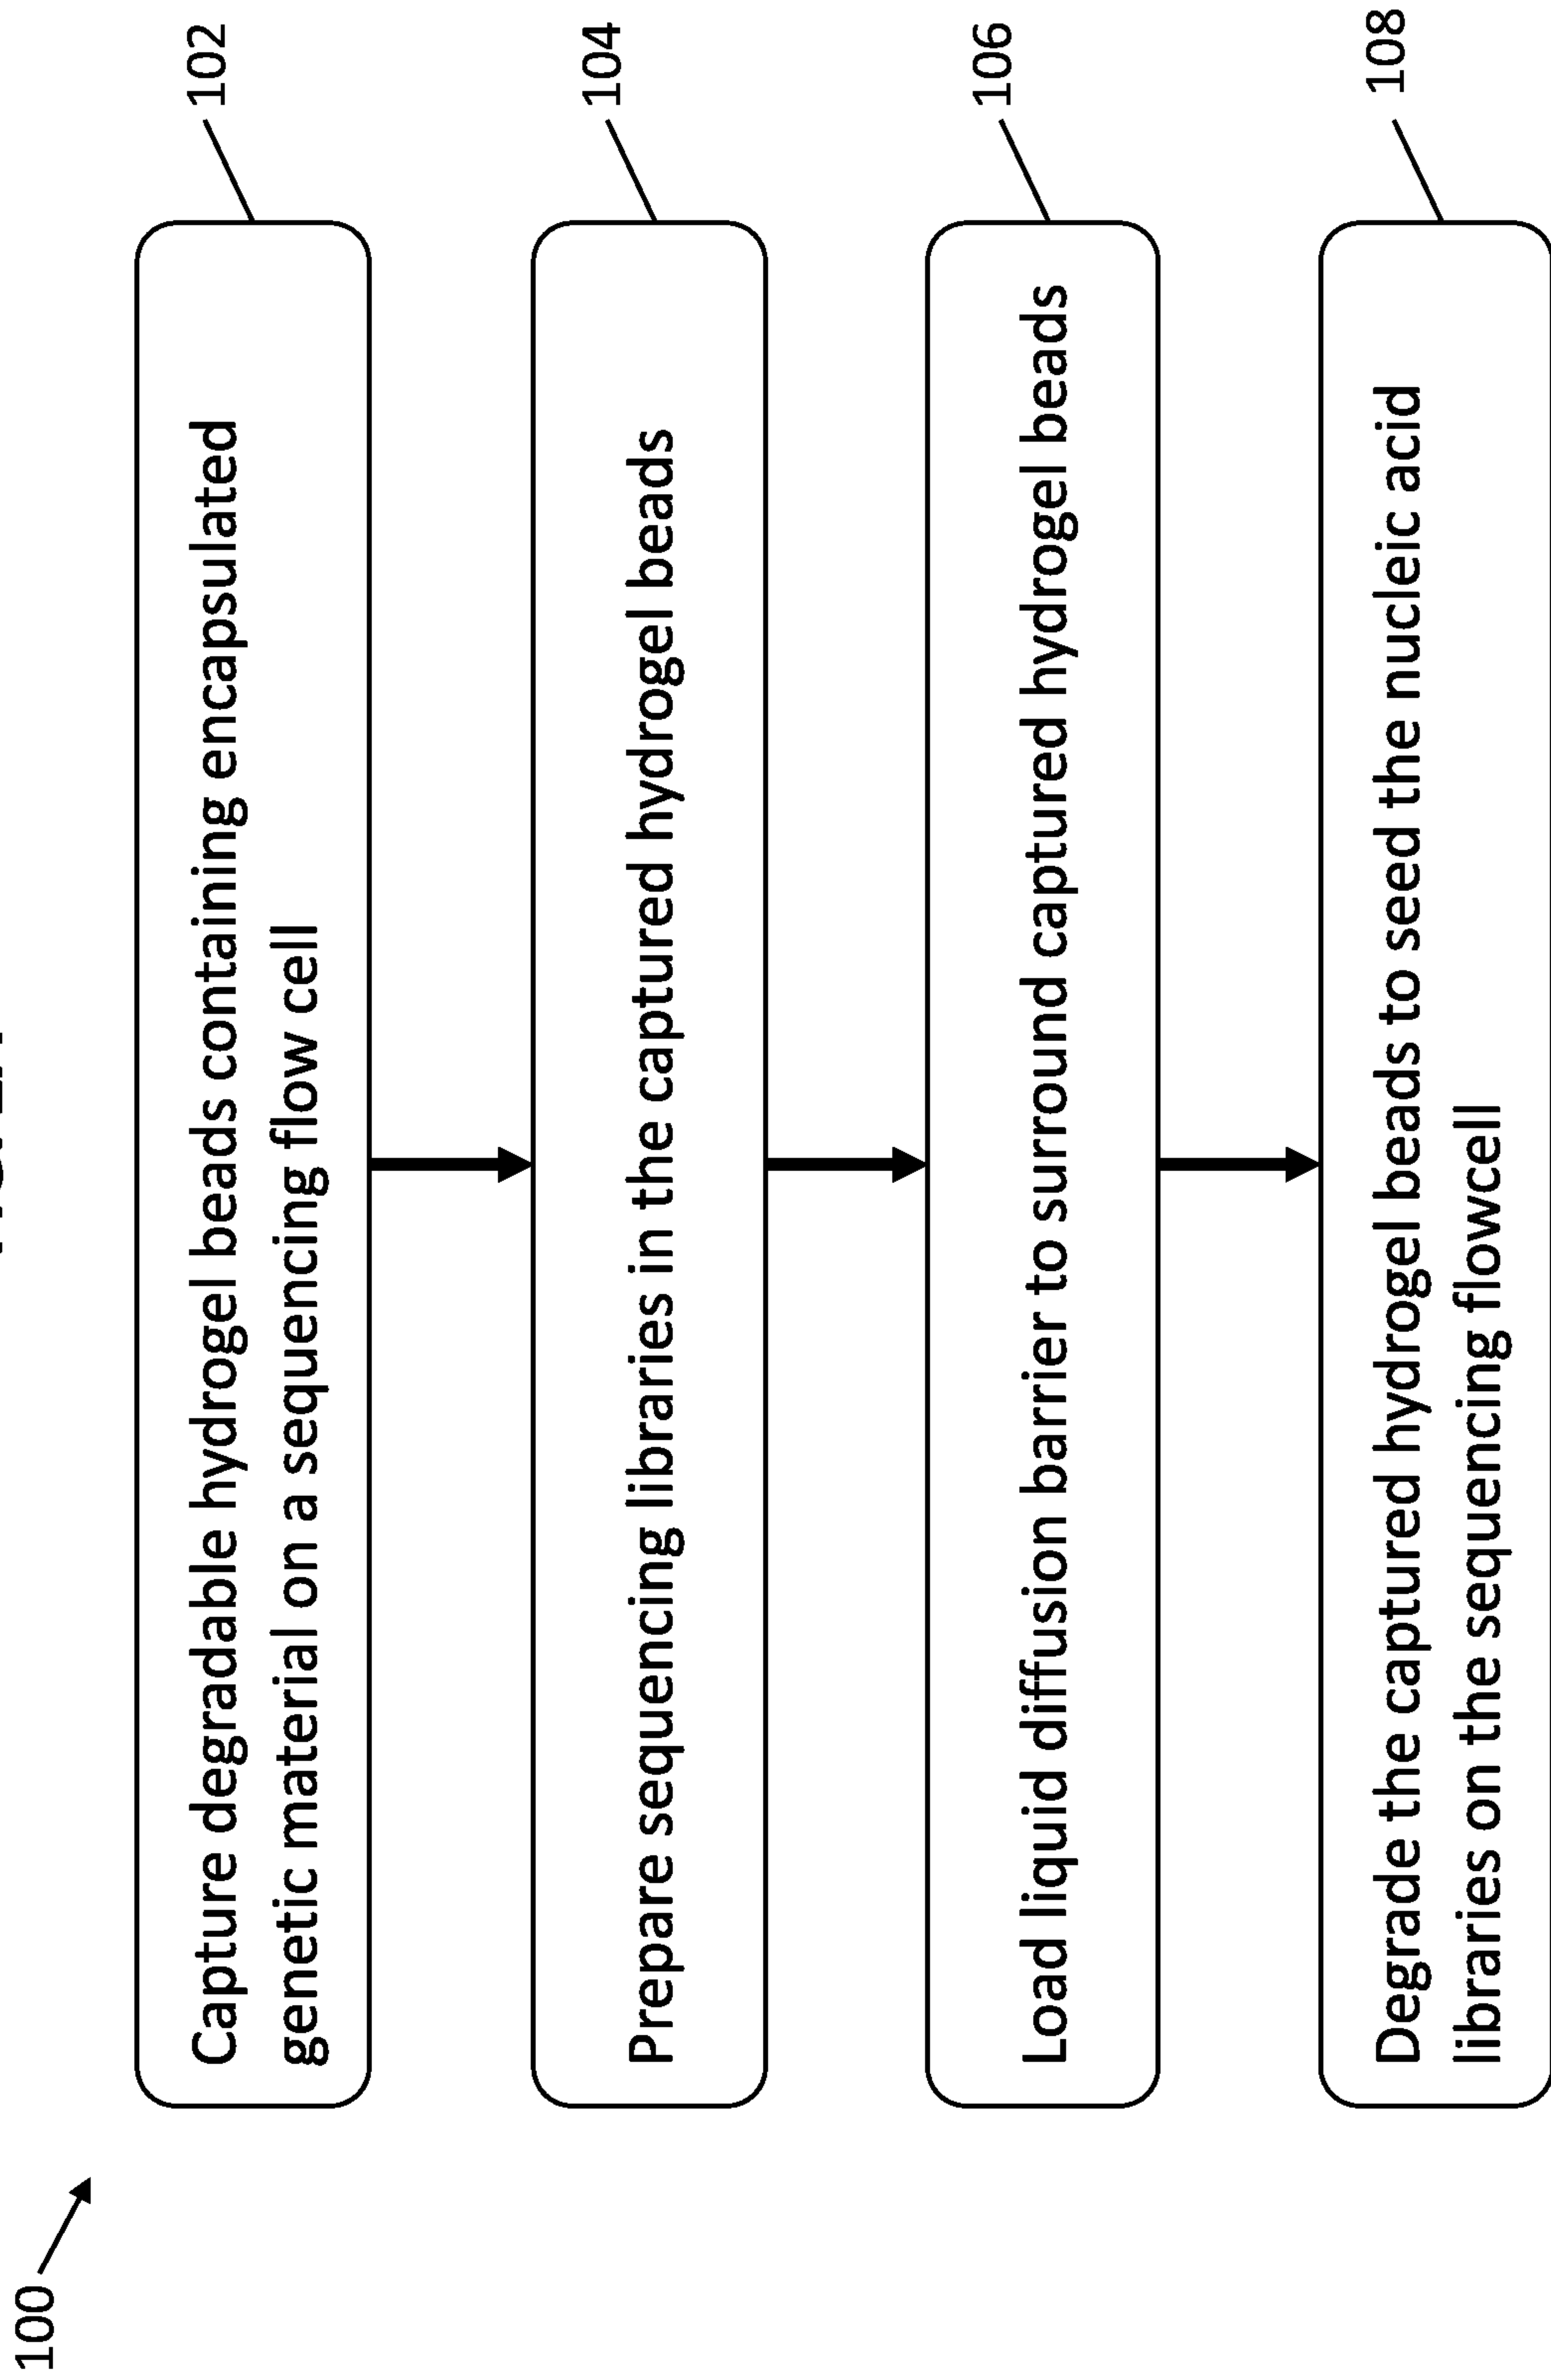 100
Capture degradable hydrogel beads containing encapsulated
genetic material on a sequencing flow cell
102
Prepare sequencing libraries in the captured hydrogel beads
104
Load liquid diffusion barrier to surround captured hydrogel beads
106
Degrade the captured hydrogel beads to seed the nucleic acid
libraries on the sequencing flowcell
108